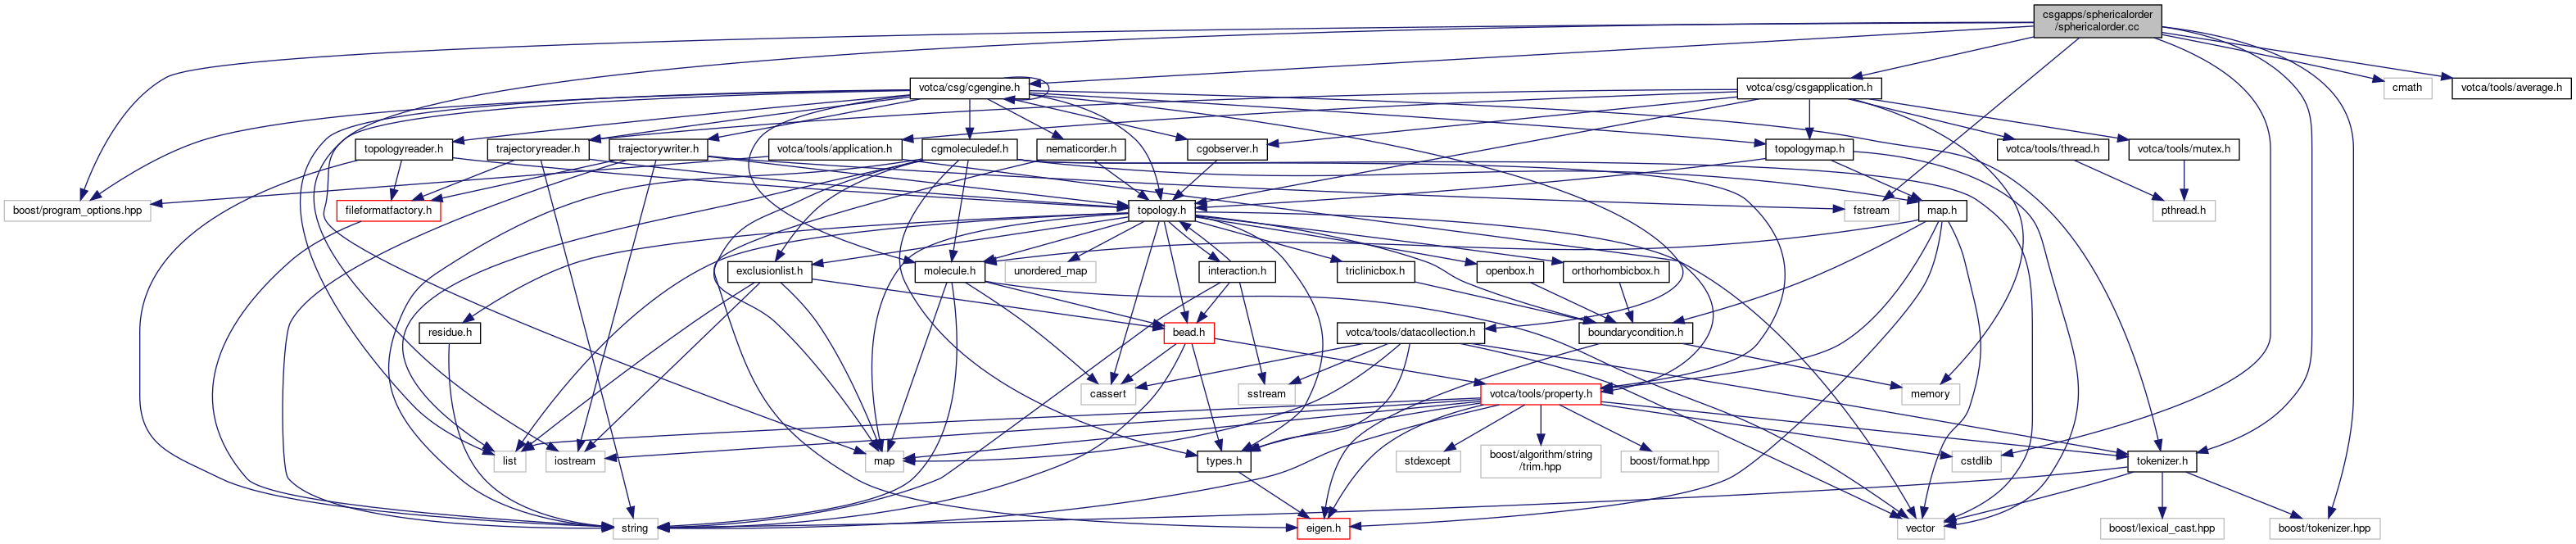 csgapps/sphericalorder
/sphericalorder.cc
votca/csg/cgengine.h
votca/csg/csgapplication.h
cmath
votca/tools/average.h
topologyreader.h
trajectoryreader.h
trajectorywriter.h
votca/tools/application.h
cgmoleculedef.h
nematicorder.h
cgobserver.h
topologymap.h
votca/tools/thread.h
votca/tools/mutex.h
boost/program_options.hpp
fileformatfactory.h
topology.h
fstream
map.h
pthread.h
exclusionlist.h
molecule.h
unordered_map
interaction.h
triclinicbox.h
openbox.h
orthorhombicbox.h
residue.h
bead.h
votca/tools/datacollection.h
boundarycondition.h
cassert
sstream
votca/tools/property.h
memory
list
iostream
map
types.h
stdexcept
boost/algorithm/string
/trim.hpp
boost/format.hpp
cstdlib
tokenizer.h
string
eigen.h
vector
boost/lexical_cast.hpp
boost/tokenizer.hpp